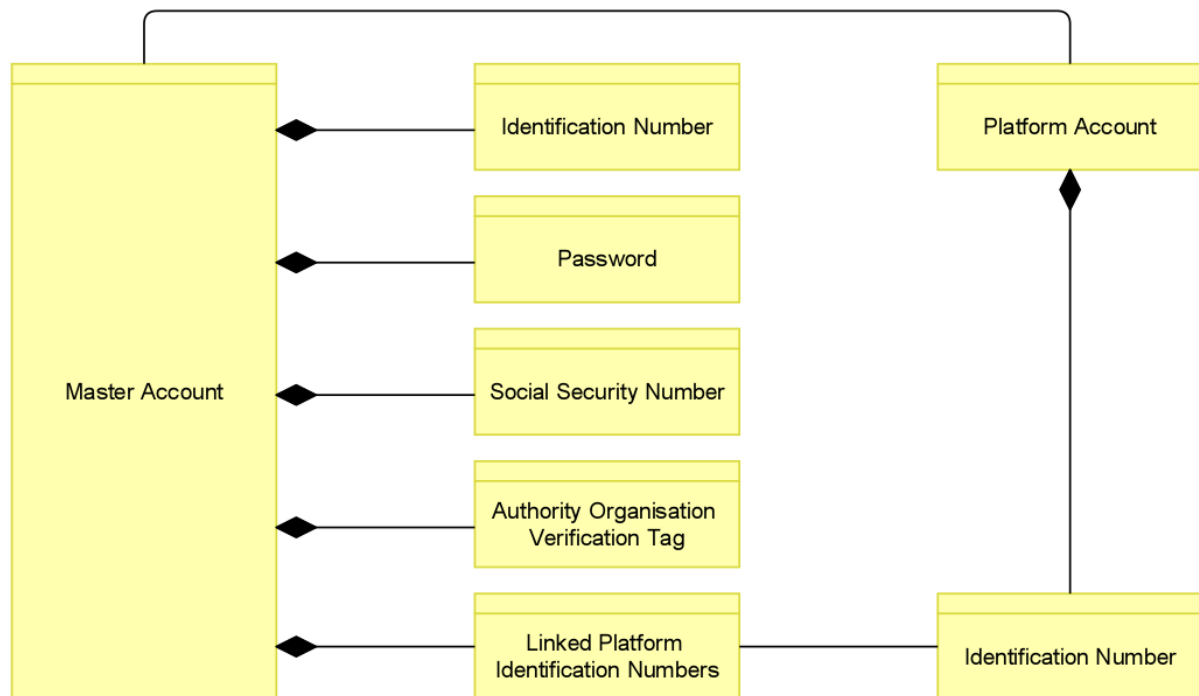 Identification Number
Platform Account
Password
Master Account
Social Security Number
Authority Organisation
Verification Tag
Linked Platform
Identification Numbers
Identification Number